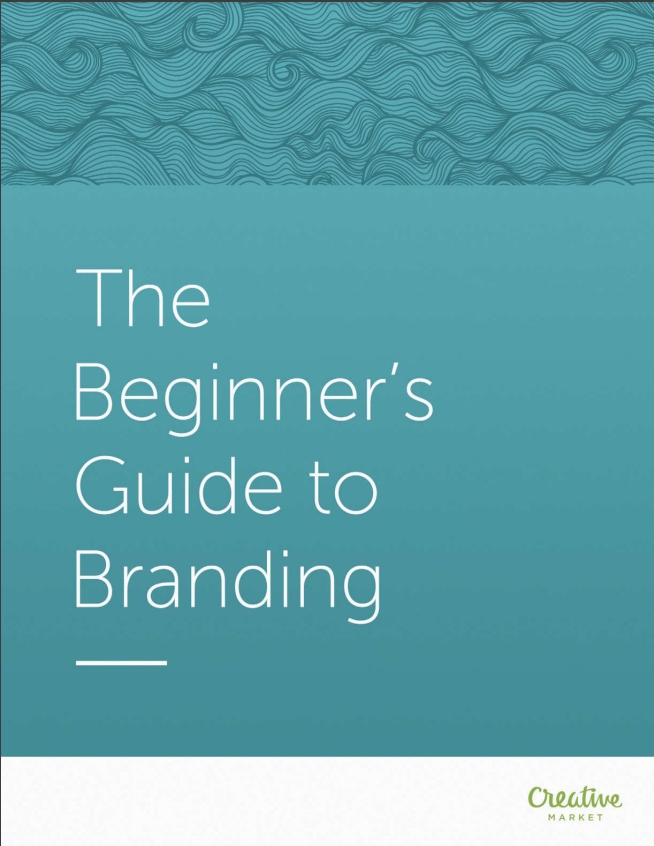 The
Beginner’s
Guide to
Branding
Creative
MARKET